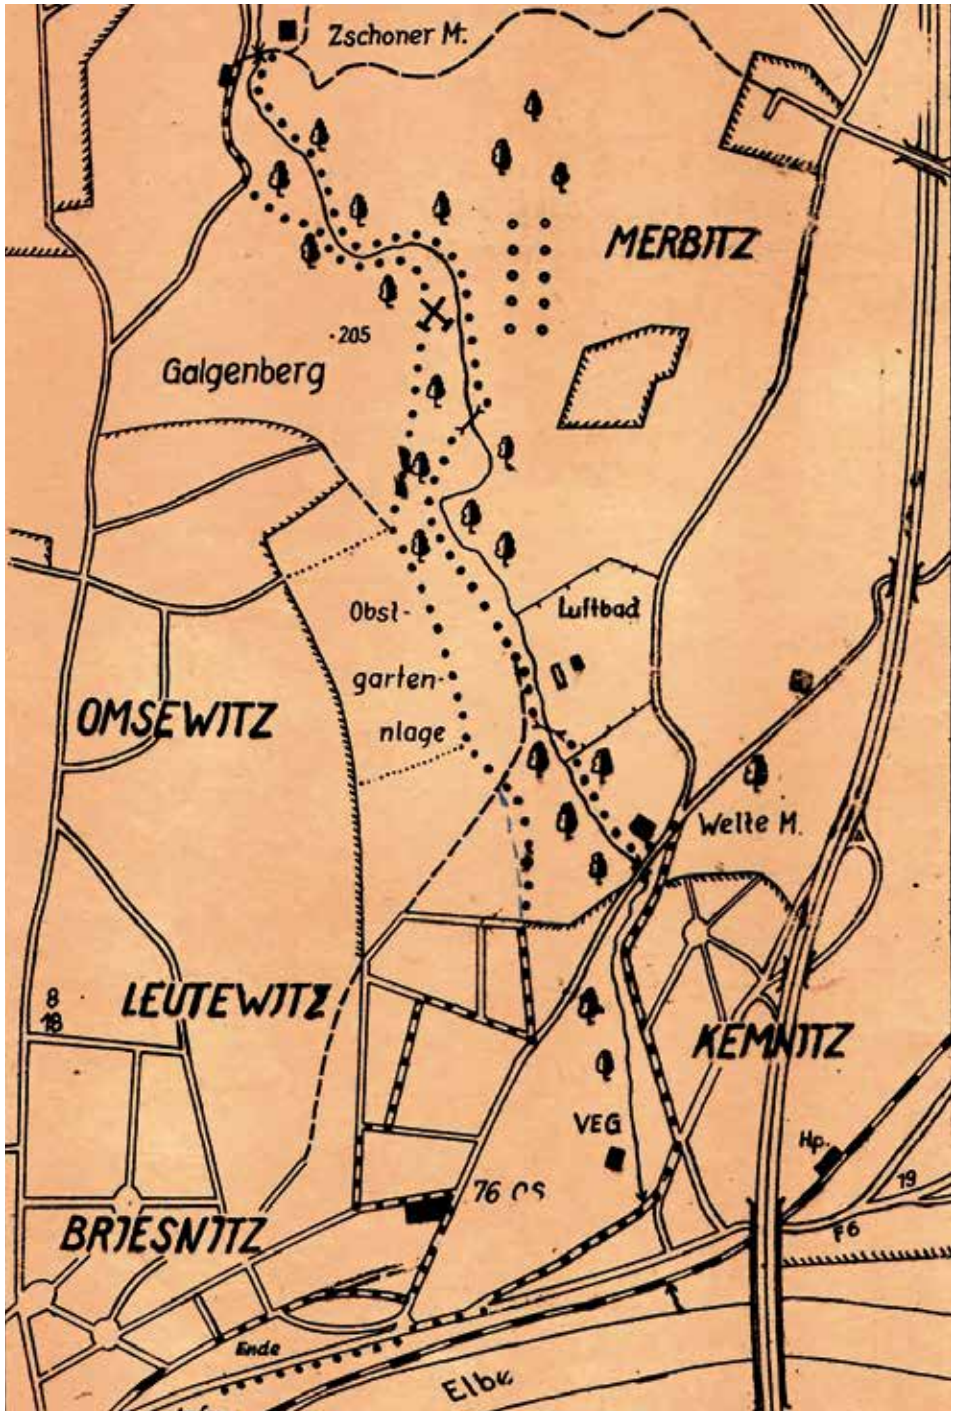 Zschoner M.
MERBITZ
·205
Galgenberg
Obst-
Luftbad
garten-
OMSEWITZ
nlage
Welte M.
8
18
LEUTEWITZ
KEMNITZ
VEG
Hp.
19
76 OS
F6
BRIESNITZ
Ende
Elbe